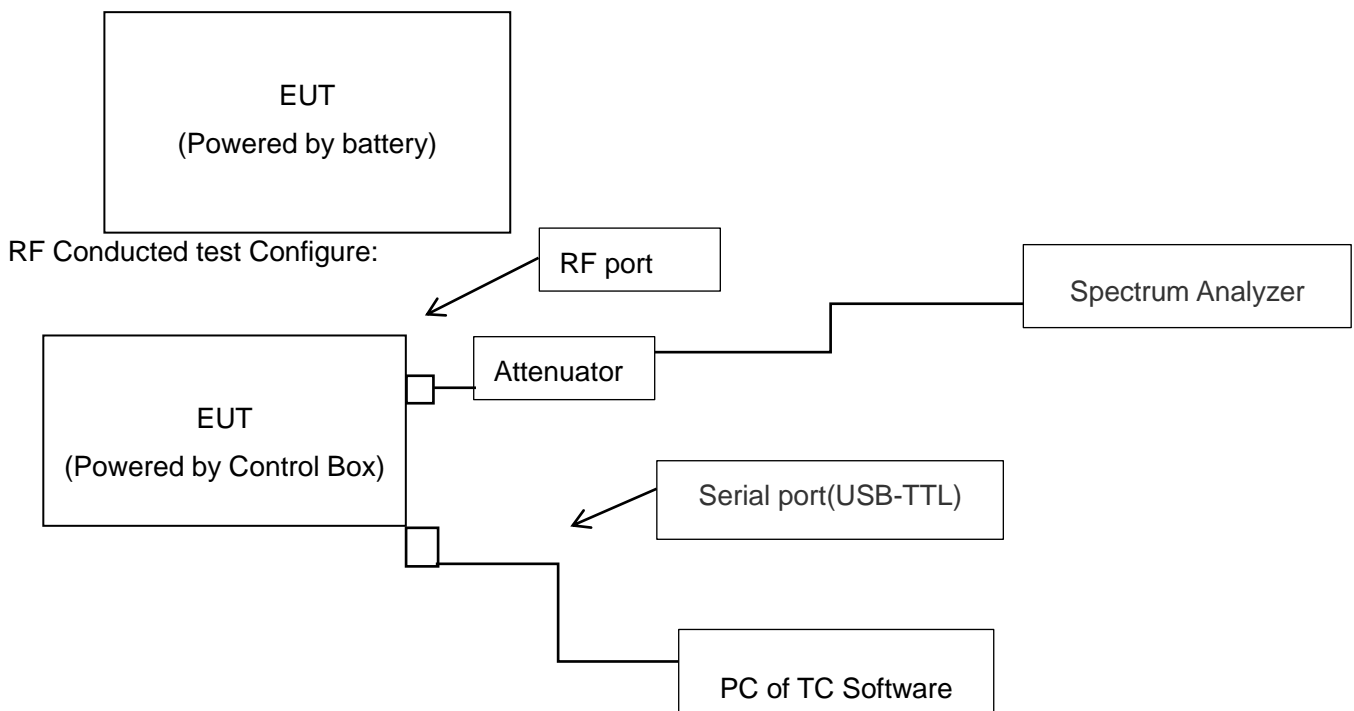 EUT
(Powered by battery)
RF Conducted test Configure:
RF port
Spectrum Analyzer
Attenuator
EUT
(Powered by Control Box)
Serial port(USB-TTL)
PC of TC Software